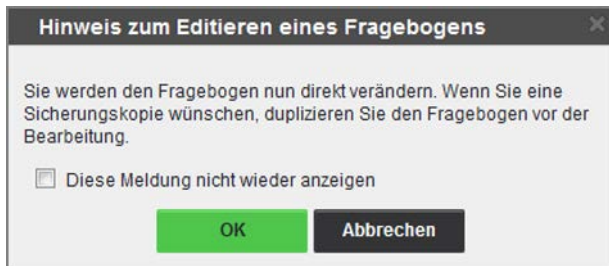 Hinweis zum Editieren eines Fragebogens
Sie werden den Fragebogen nun direkt verändern. Wenn Sie eine
Sicherungskopie wünschen, duplizieren Sie den Fragebogen vor der
Bearbeitung.
Diese Meldung nicht wieder anzeigen
OK Abbrechen